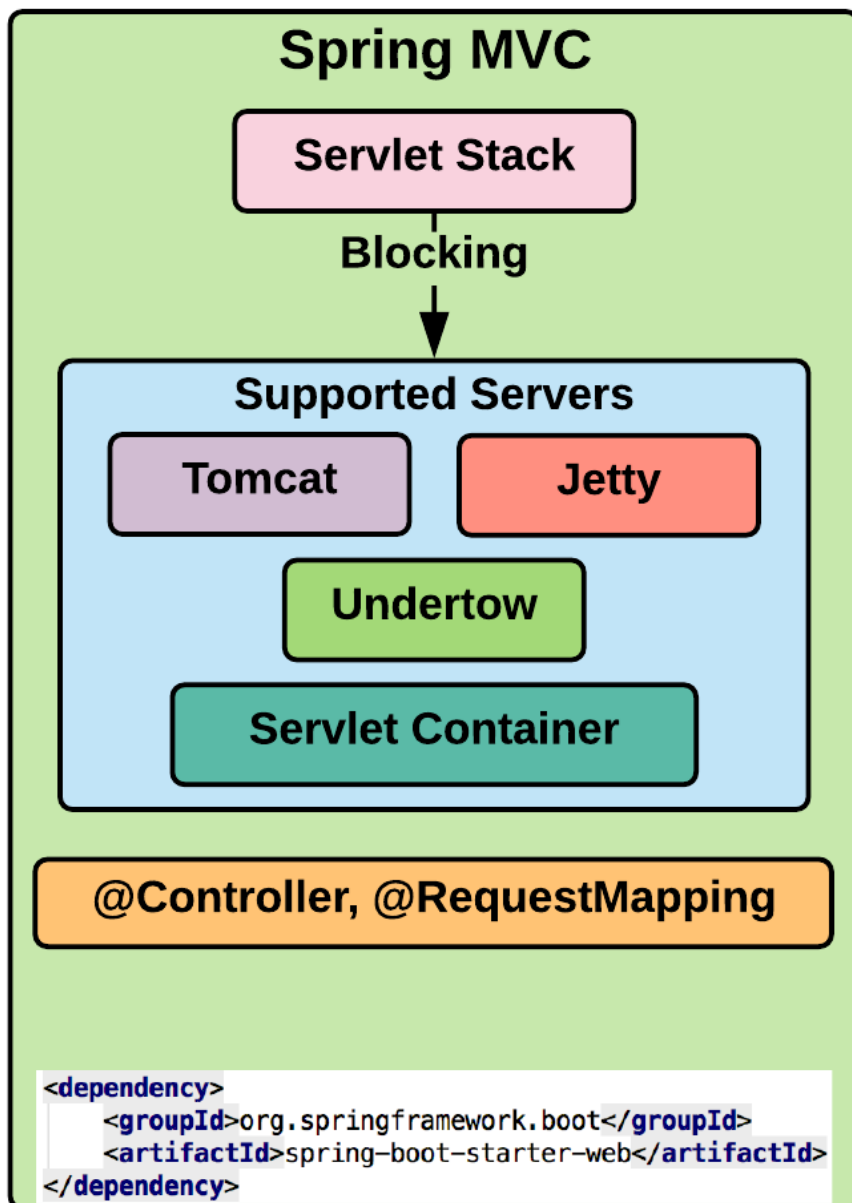 Spring MVC
Servlet Stack
Blocking
Supported Servers
Tomcat
Jetty
Undertow
Servlet Container
@Controller, @RequestMapping
<dependency>
    <groupId>org.springframework.boot</groupId>
    <artifactId>spring-boot-starter-web</artifactId>
</dependency>